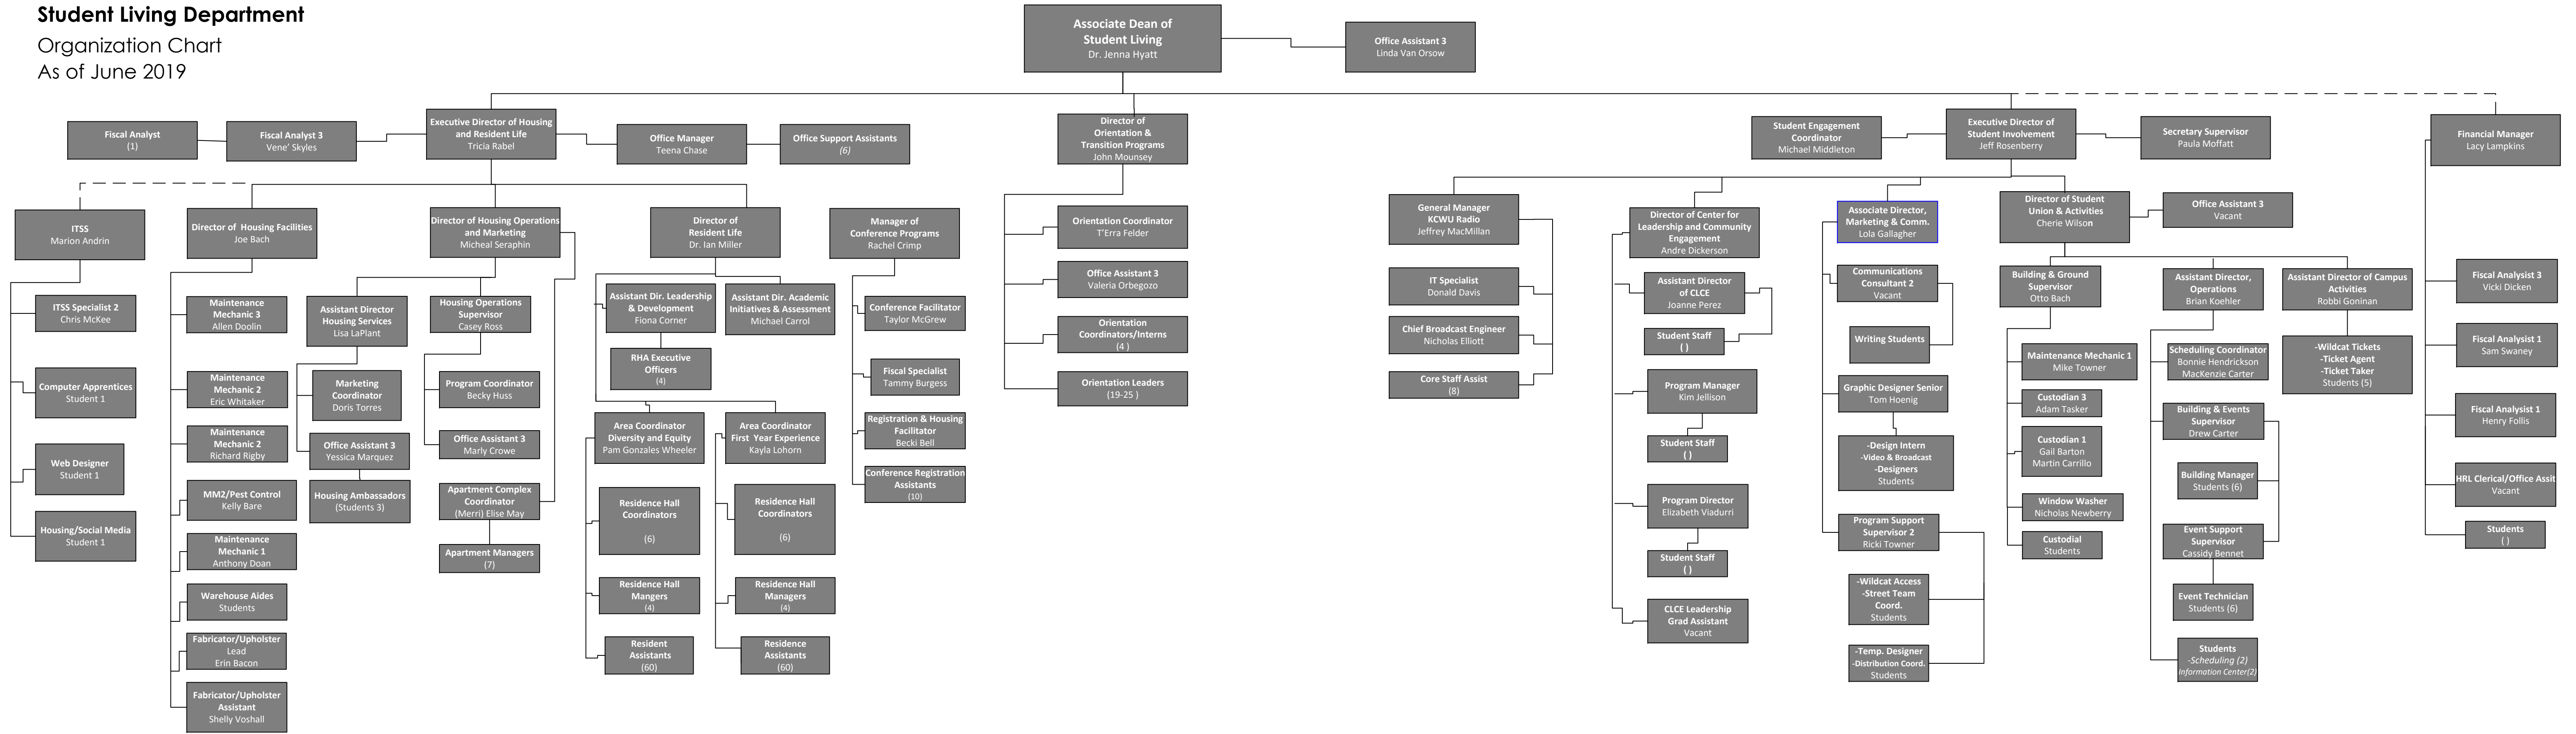 Student Living Department
Organization Chart
As of June 2019
Associate Dean of
Student Living
Dr. Jenna Hyatt
Office Assistant 3
Linda Van Orsow
Fiscal Analyst
(1)
Fiscal Analyst 3
Vene’ Skyles
Executive Director of Housing
and Resident Life
Tricia Rabel
Office Manager
Teena Chase
Office Support Assistants
(6)
Director of
Orientation &
Transition Programs
John Mounsey
Student Engagement
Coordinator
Michael Middleton
Executive Director of
Student Involvement
Jeff Rosenberry
Secretary Supervisor
Paula Moffatt
Financial Manager
Lacy Lampkins
ITSS
Marion Andrin
ITSS Specialist 2
Chris McKee
Computer Apprentices
Student 1
Web Designer
Student 1
Housing/Social Media
Student 1
Director of Housing Facilities
Joe Bach
Maintenance
Mechanic 3
Allen Doolin
Maintenance
Mechanic 2
Eric Whitaker
Maintenance
Mechanic 2
Richard Rigby
MM2/Pest Control
Kelly Bare
Maintenance
Mechanic 1
Anthony Doan
Warehouse Aides
Students
Fabricator/Upholster
Lead
Erin Bacon
Fabricator/Upholster
Assistant
Shelly Voshall
Director of Housing Operations
and Marketing
Micheal Seraphin
Assistant Director
Housing Services
Lisa LaPlant
Marketing
Coordinator
Doris Torres
Office Assistant 3
Yessica Marquez
Housing Ambassadors
(Students 3)
Housing Operations
Supervisor
Casey Ross
Program Coordinator
Becky Huss
Office Assistant 3
Marly Crowe
Apartment Complex
Coordinator
(Merri) Elise May
Apartment Managers
(7)
Director of
Resident Life
Dr. Ian Miller
Assistant Dir. Leadership
& Development
Fiona Corner
RHA Executive
Officers
(4)
Assistant Dir. Academic
Initiatives & Assessment
Michael Carrol
Area Coordinator
Diversity and Equity
Pam Gonzales Wheeler
Residence Hall
Coordinators
(6)
Residence Hall
Mangers
(4)
Resident
Assistants
(60)
Area Coordinator
First Year Experience
Kayla Lohorn
Residence Hall
Coordinators
(6)
Residence Hall
Managers
(4)
Residence
Assistants
(60)
Manager of
Conference Programs
Rachel Crimp
Conference Facilitator
Taylor McGrew
Fiscal Specialist
Tammy Burgess
Registration & Housing
Facilitator
Becki Bell
Conference Registration
Assistants
(10)
Orientation Coordinator
T’Erra Felder
Office Assistant 3
Valeria Orbegozo
Orientation
Coordinators/Interns
(4 )
Orientation Leaders
(19-25 )
General Manager
KCWU Radio
Jeffrey MacMillan
IT Specialist
Donald Davis
Chief Broadcast Engineer
Nicholas Elliott
Core Staff Assist
(8)
Director of Center for
Leadership and Community
Engagement
Andre Dickerson
Assistant Director
of CLCE
Joanne Perez
Student Staff
( )
Program Manager
Kim Jellison
Student Staff
( )
Program Director
Elizabeth Viadurri
Student Staff
( )
CLCE Leadership
Grad Assistant
Vacant
Associate Director,
Marketing & Comm.
Lola Gallagher
Communications
Consultant 2
Vacant
Writing Students
Graphic Designer Senior
Tom Hoenig
-Design Intern
-Video & Broadcast
-Designers
Students
Program Support
Supervisor 2
Ricki Towner
-Wildcat Access
-Street Team
Coord.
Students
-Temp. Designer
-Distribution Coord.
Students
Director of Student
Union & Activities
Cherie Wilson
Office Assistant 3
Vacant
Building & Ground
Supervisor
Otto Bach
Maintenance Mechanic 1
Mike Towner
Custodian 3
Adam Tasker
Custodian 1
Gail Barton
Martin Carrillo
Window Washer
Nicholas Newberry
Custodial
Students
Assistant Director,
Operations
Brian Koehler
Scheduling Coordinator
Bonnie Hendrickson
MacKenzie Carter
Building & Events
Supervisor
Drew Carter
Building Manager
Students (6)
Event Support
Supervisor
Cassidy Bennet
Event Technician
Students (6)
Students
-Scheduling (2)
Information Center(2)
Assistant Director of Campus
Activities
Robbi Goninan
-Wildcat Tickets
-Ticket Agent
-Ticket Taker
Students (5)
Fiscal Analysist 3
Vicki Dicken
Fiscal Analysist 1
Sam Swaney
Fiscal Analysist 1
Henry Follis
HRL Clerical/Office Assit
Vacant
Students
( )